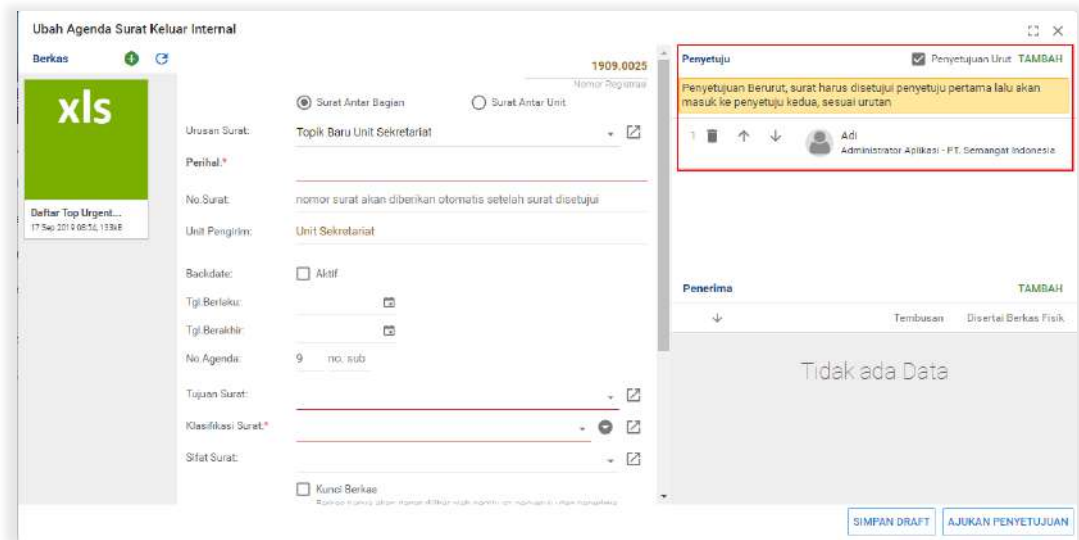 Ubah Agenda Surat Keluar Internal
Berkas
xls
Daftar Top Urgent...
17 Sep 2019 08:54, 133kB
1909.0025
Nomor Registrasi
Surat Antar Bagian
Surat Antar Unit
Urusan Surat:
Topik Baru Unit Sekretariat
Perihal:*
No.Surat:
nomor surat akan diberikan otomatis setelah surat disetujui
Unit Pengirim:
Unit Sekretariat
Backdate:
Aktif
Tgl.Berlaku:
Tgl.Berakhir:
No.Agenda:
9 no. sub
Tujuan Surat:
Klasifikasi Surat:*
Sifat Surat:
Kunci Berkas
Penyetuju
Penyetujuan Urut TAMBAH
Penyetujuan Berurut, surat harus disetujui penyetuju pertama lalu akan
masuk ke penyetuju kedua, sesuai urutan
1
Adi
Administrator Aplikasi - PT. Semangat Indonesia
Penerima
TAMBAH
Tembusan
Disertai Berkas Fisik
Tidak ada Data
SIMPAN DRAFT
AJUKAN PENYETUJUAN